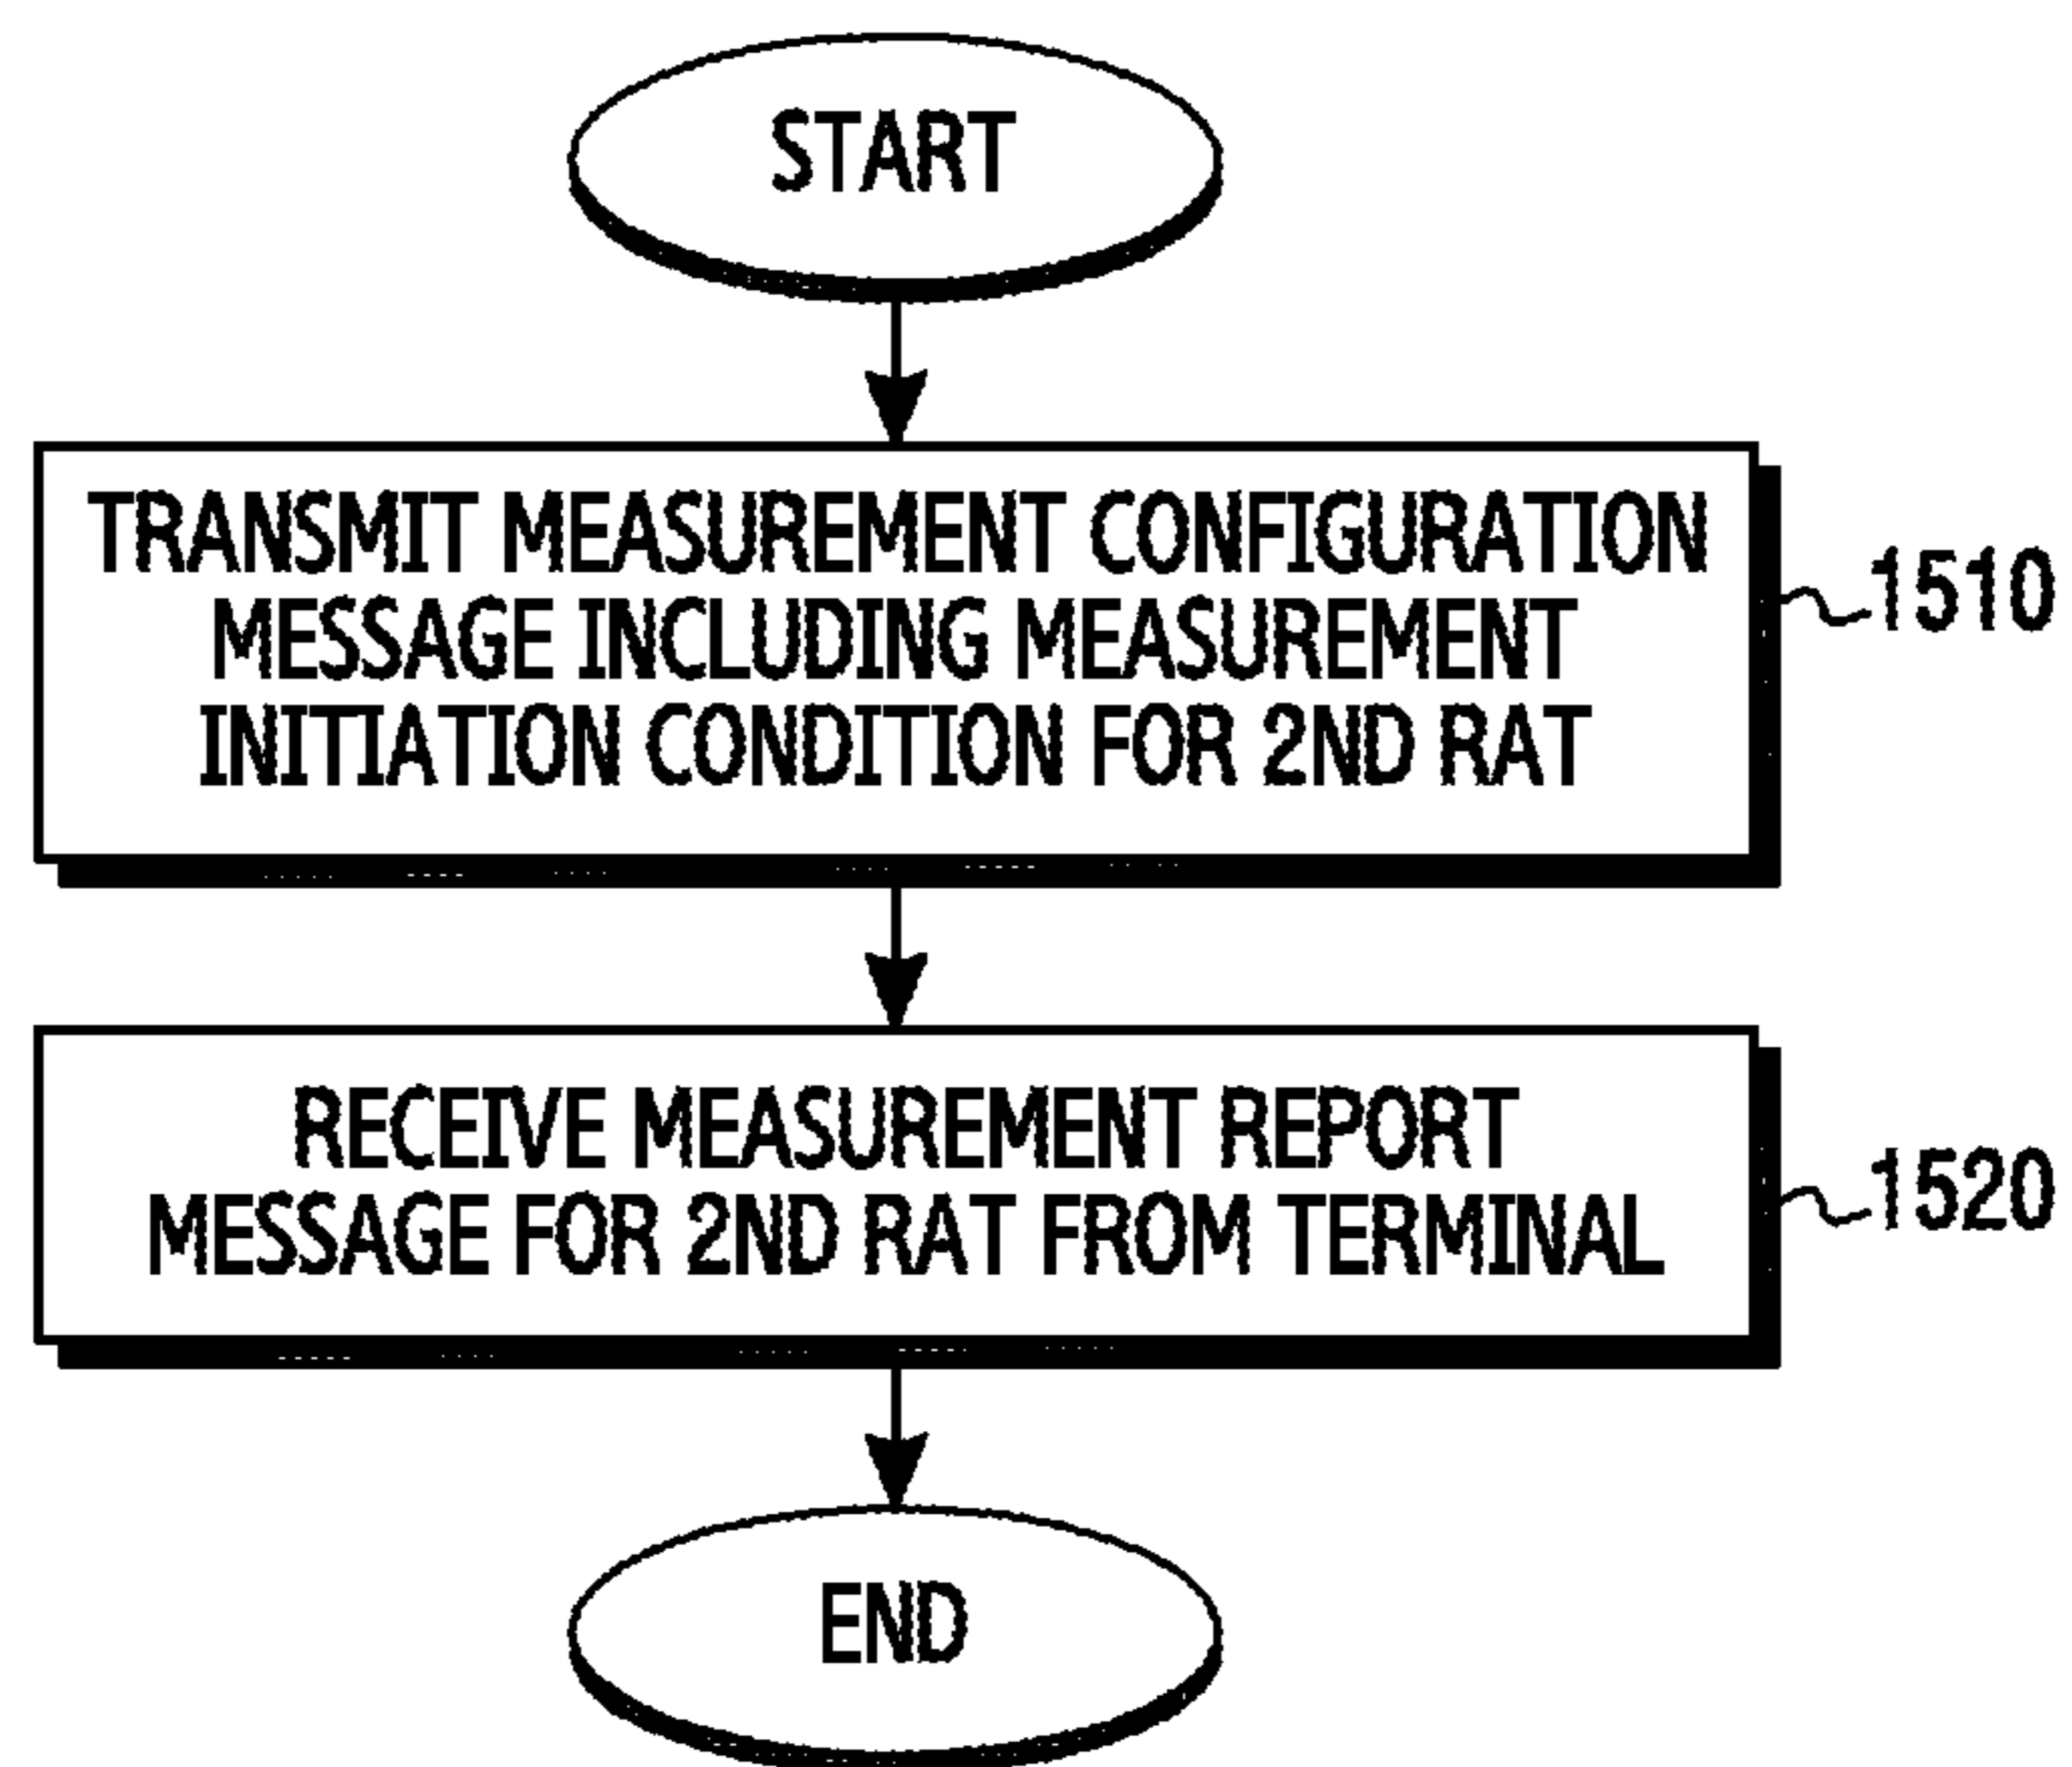 START
TRANSMIT MEASUREMENT CONFIGURATION
MESSAGE INCLUDING MEASUREMENT
INITIATION CONDITION FOR 2ND RAT
1510
RECEIVE MEASUREMENT REPORT
MESSAGE FOR 2ND RAT FROM TERMINAL
1520
END